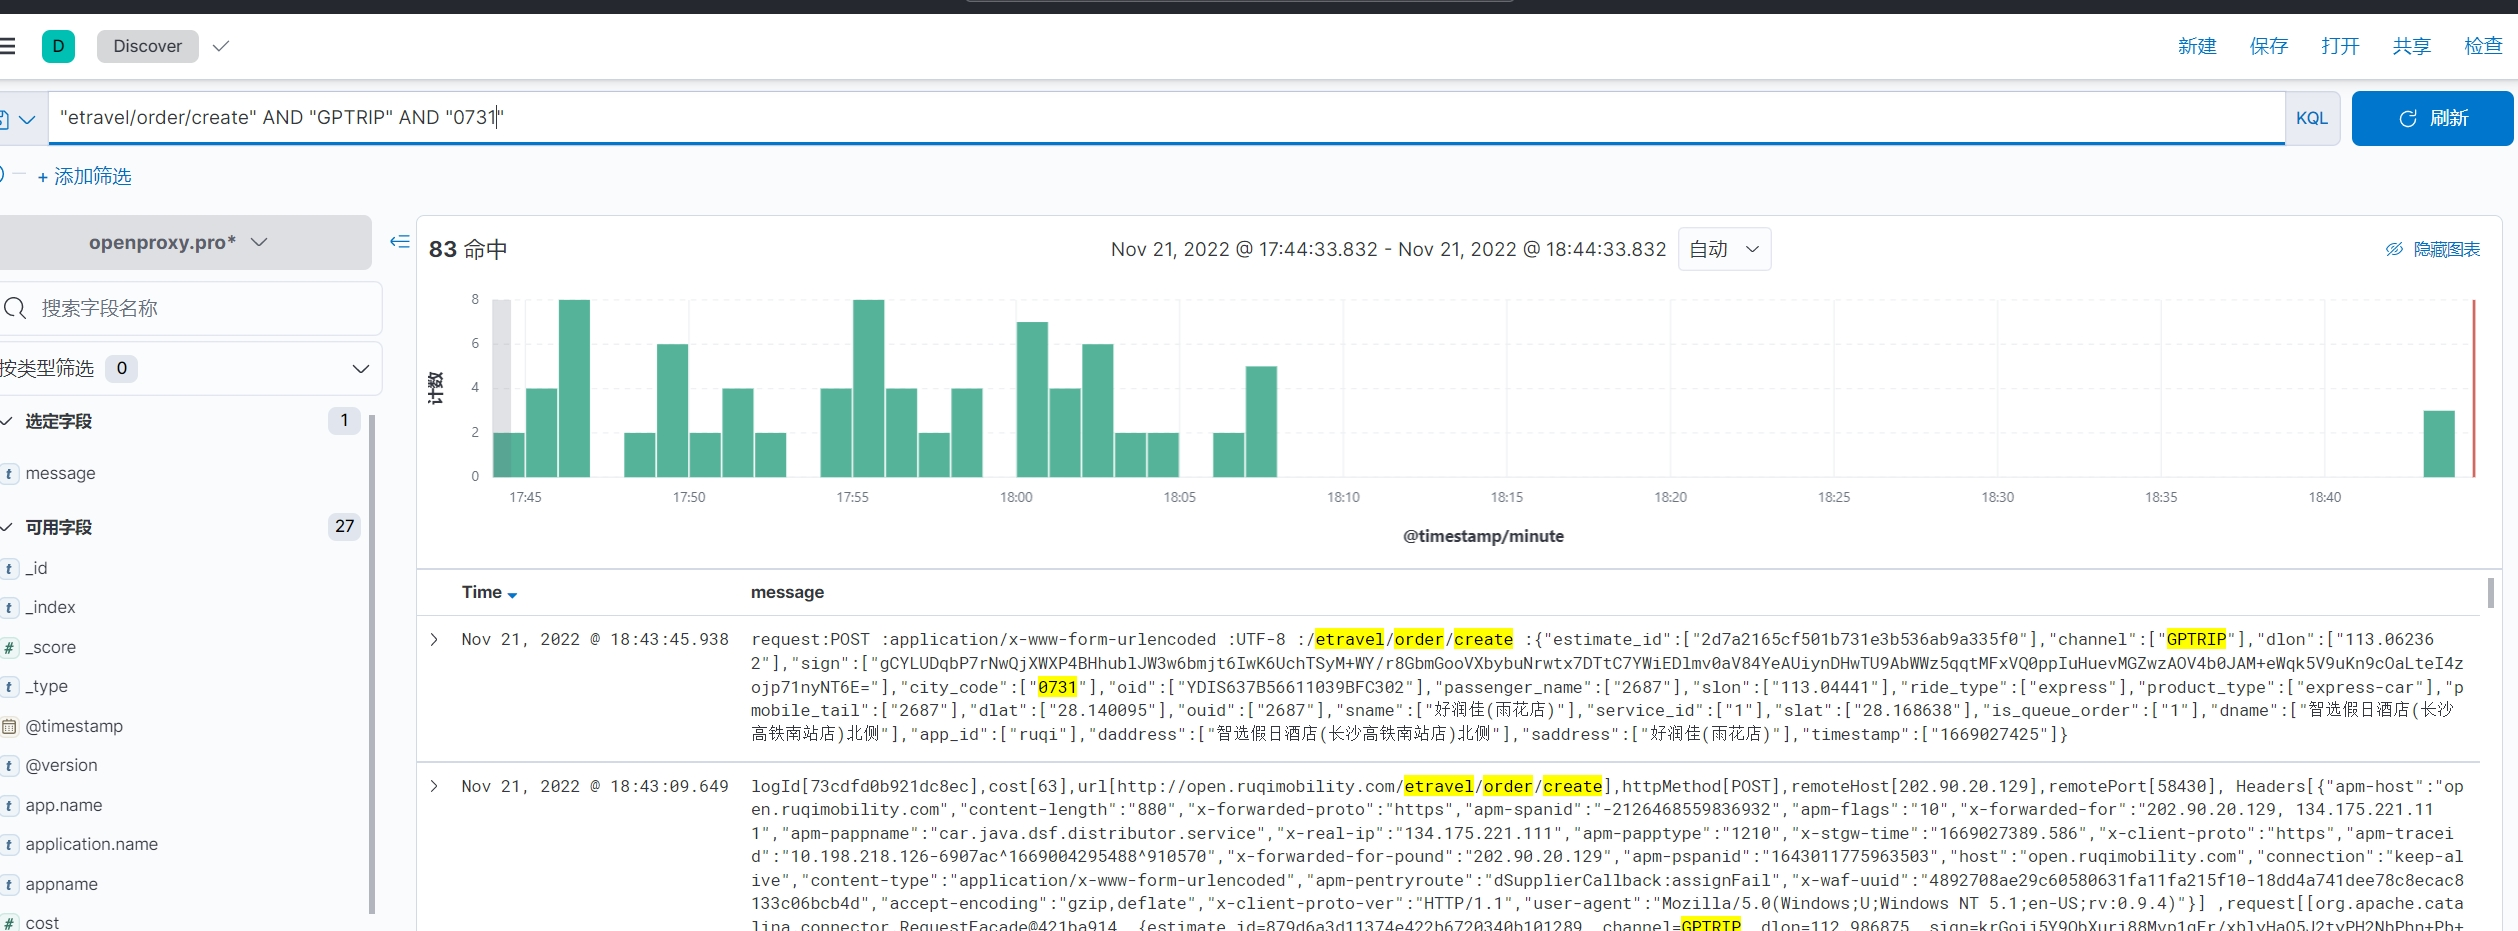 D Discover 新建 保存 打开 共享 检查
"etravel/order/create" AND "GPTRIP" AND "0731" KQL 刷新
+ 添加筛选
openproxy.pro*
搜索字段名称
按类型筛选 0
选定字段 1
t message
可用字段 27
t _id
t _index
# _score
t _type
@timestamp
t @version
t app.name
t application.name
t appname
# cost
83 命中 Nov 21, 2022 @ 17:44:33.832 - Nov 21, 2022 @ 18:44:33.832 自动 隐藏图表
计数
8
6
4
2
0
17:45 17:50 17:55 18:00 18:05 18:10 18:15 18:20 18:25 18:30 18:35 18:40
@timestamp/minute
Time message
Nov 21, 2022 @ 18:43:45.938 request:POST :application/x-www-form-urlencoded :UTF-8 :/etravel/order/create :{"estimate_id":["2d7a2165cf501b731e3b536ab9a335f0"],"channel":["GPTRIP"],"dlon":["113.06236
2"],"sign":["gCYLUDqbP7rNwQjXWXP4BHhublJW3w6bmjt6IwK6UchTSyM+WY/r8GbmGooVXbybuNrwtx7DTtC7YWiEDlmv0aV84YeAUiynDHwTU9AbWWz5qqtMFxVQ0ppIuHuevMGZwzAOV4b0JAM+eWqk5V9uKn9cOaLteI4z
ojp71nyNT6E="],"city_code":["0731"],"oid":["YDIS637B56611039BFC302"],"passenger_name":["2687"],"slon":["113.04441"],"ride_type":["express"],"product_type":["express-car"],"p
mobile_tail":["2687"],"dlat":["28.140095"],"ouid":["2687"],"sname":["好润佳(雨花店)"],"service_id":["1"],"slat":["28.168638"],"is_queue_order":["1"],"dname":["智选假日酒店(长沙
高铁南站店)北侧"],"app_id":["ruqi"],"daddress":["智选假日酒店(长沙高铁南站店)北侧"],"saddress":["好润佳(雨花店)"],"timestamp":["1669027425"]}
Nov 21, 2022 @ 18:43:09.649 logId[73cdfd0b921dc8ec],cost[63],url[http://open.ruqimobility.com/etravel/order/create],httpMethod[POST],remoteHost[202.90.20.129],remotePort[58430], Headers[{"apm-host":"op
en.ruqimobility.com","content-length":"880","x-forwarded-proto":"https","apm-spanid":"-2126468559836932","apm-flags":"10","x-forwarded-for":"202.90.20.129, 134.175.221.11
1","apm-pappname":"car.java.dsf.distributor.service","x-real-ip":"134.175.221.111","apm-papptype":"1210","x-stgw-time":"1669027389.586","x-client-proto":"https","apm-tracei
d":"10.198.218.126-6907ac^1669004295488^910570","x-forwarded-for-pound":"202.90.20.129","apm-pspanid":"1643011775963503","host":"open.ruqimobility.com","connection":"keep-al
ive","content-type":"application/x-www-form-urlencoded","apm-pentryroute":"dSupplierCallback:assignFail","x-waf-uuid":"4892708ae29c60580631fa11fa215f10-18dd4a741dee78c8ecac8
133c06bcb4d","accept-encoding":"gzip,deflate","x-client-proto-ver":"HTTP/1.1","user-agent":"Mozilla/5.0(Windows;U;Windows NT 5.1;en-US;rv:0.9.4)"}] ,request[[org.apache.cata
lina.connector.RequestFacade@421ba914, {estimate_id=879d6a3d11374e422b6720340b101289, channel=GPTRIP, dlon=112.986875,